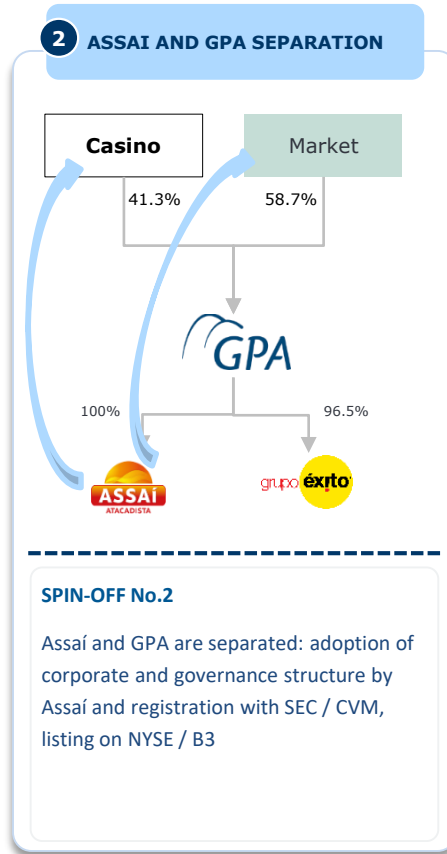 2 ASSAI AND GPA SEPARATION
Casino
Market
41.3%
58.7%
GPA
100%
96.5%
ASSAÍ
ATACADISTA
grupo éxito
SPIN-OFF No.2
Assaí and GPA are separated: adoption of
corporate and governance structure by
Assaí and registration with SEC / CVM,
listing on NYSE / B3